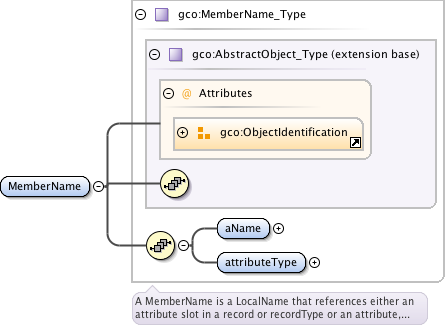 gco:MemberName_Type
gco:AbstractObject_Type (extension base)
@ Attributes
gco:ObjectIdentification
MemberName
aName
attributeType
A MemberName is a LocalName that references either an
attribute slot in a record or recordType or an attribute,...